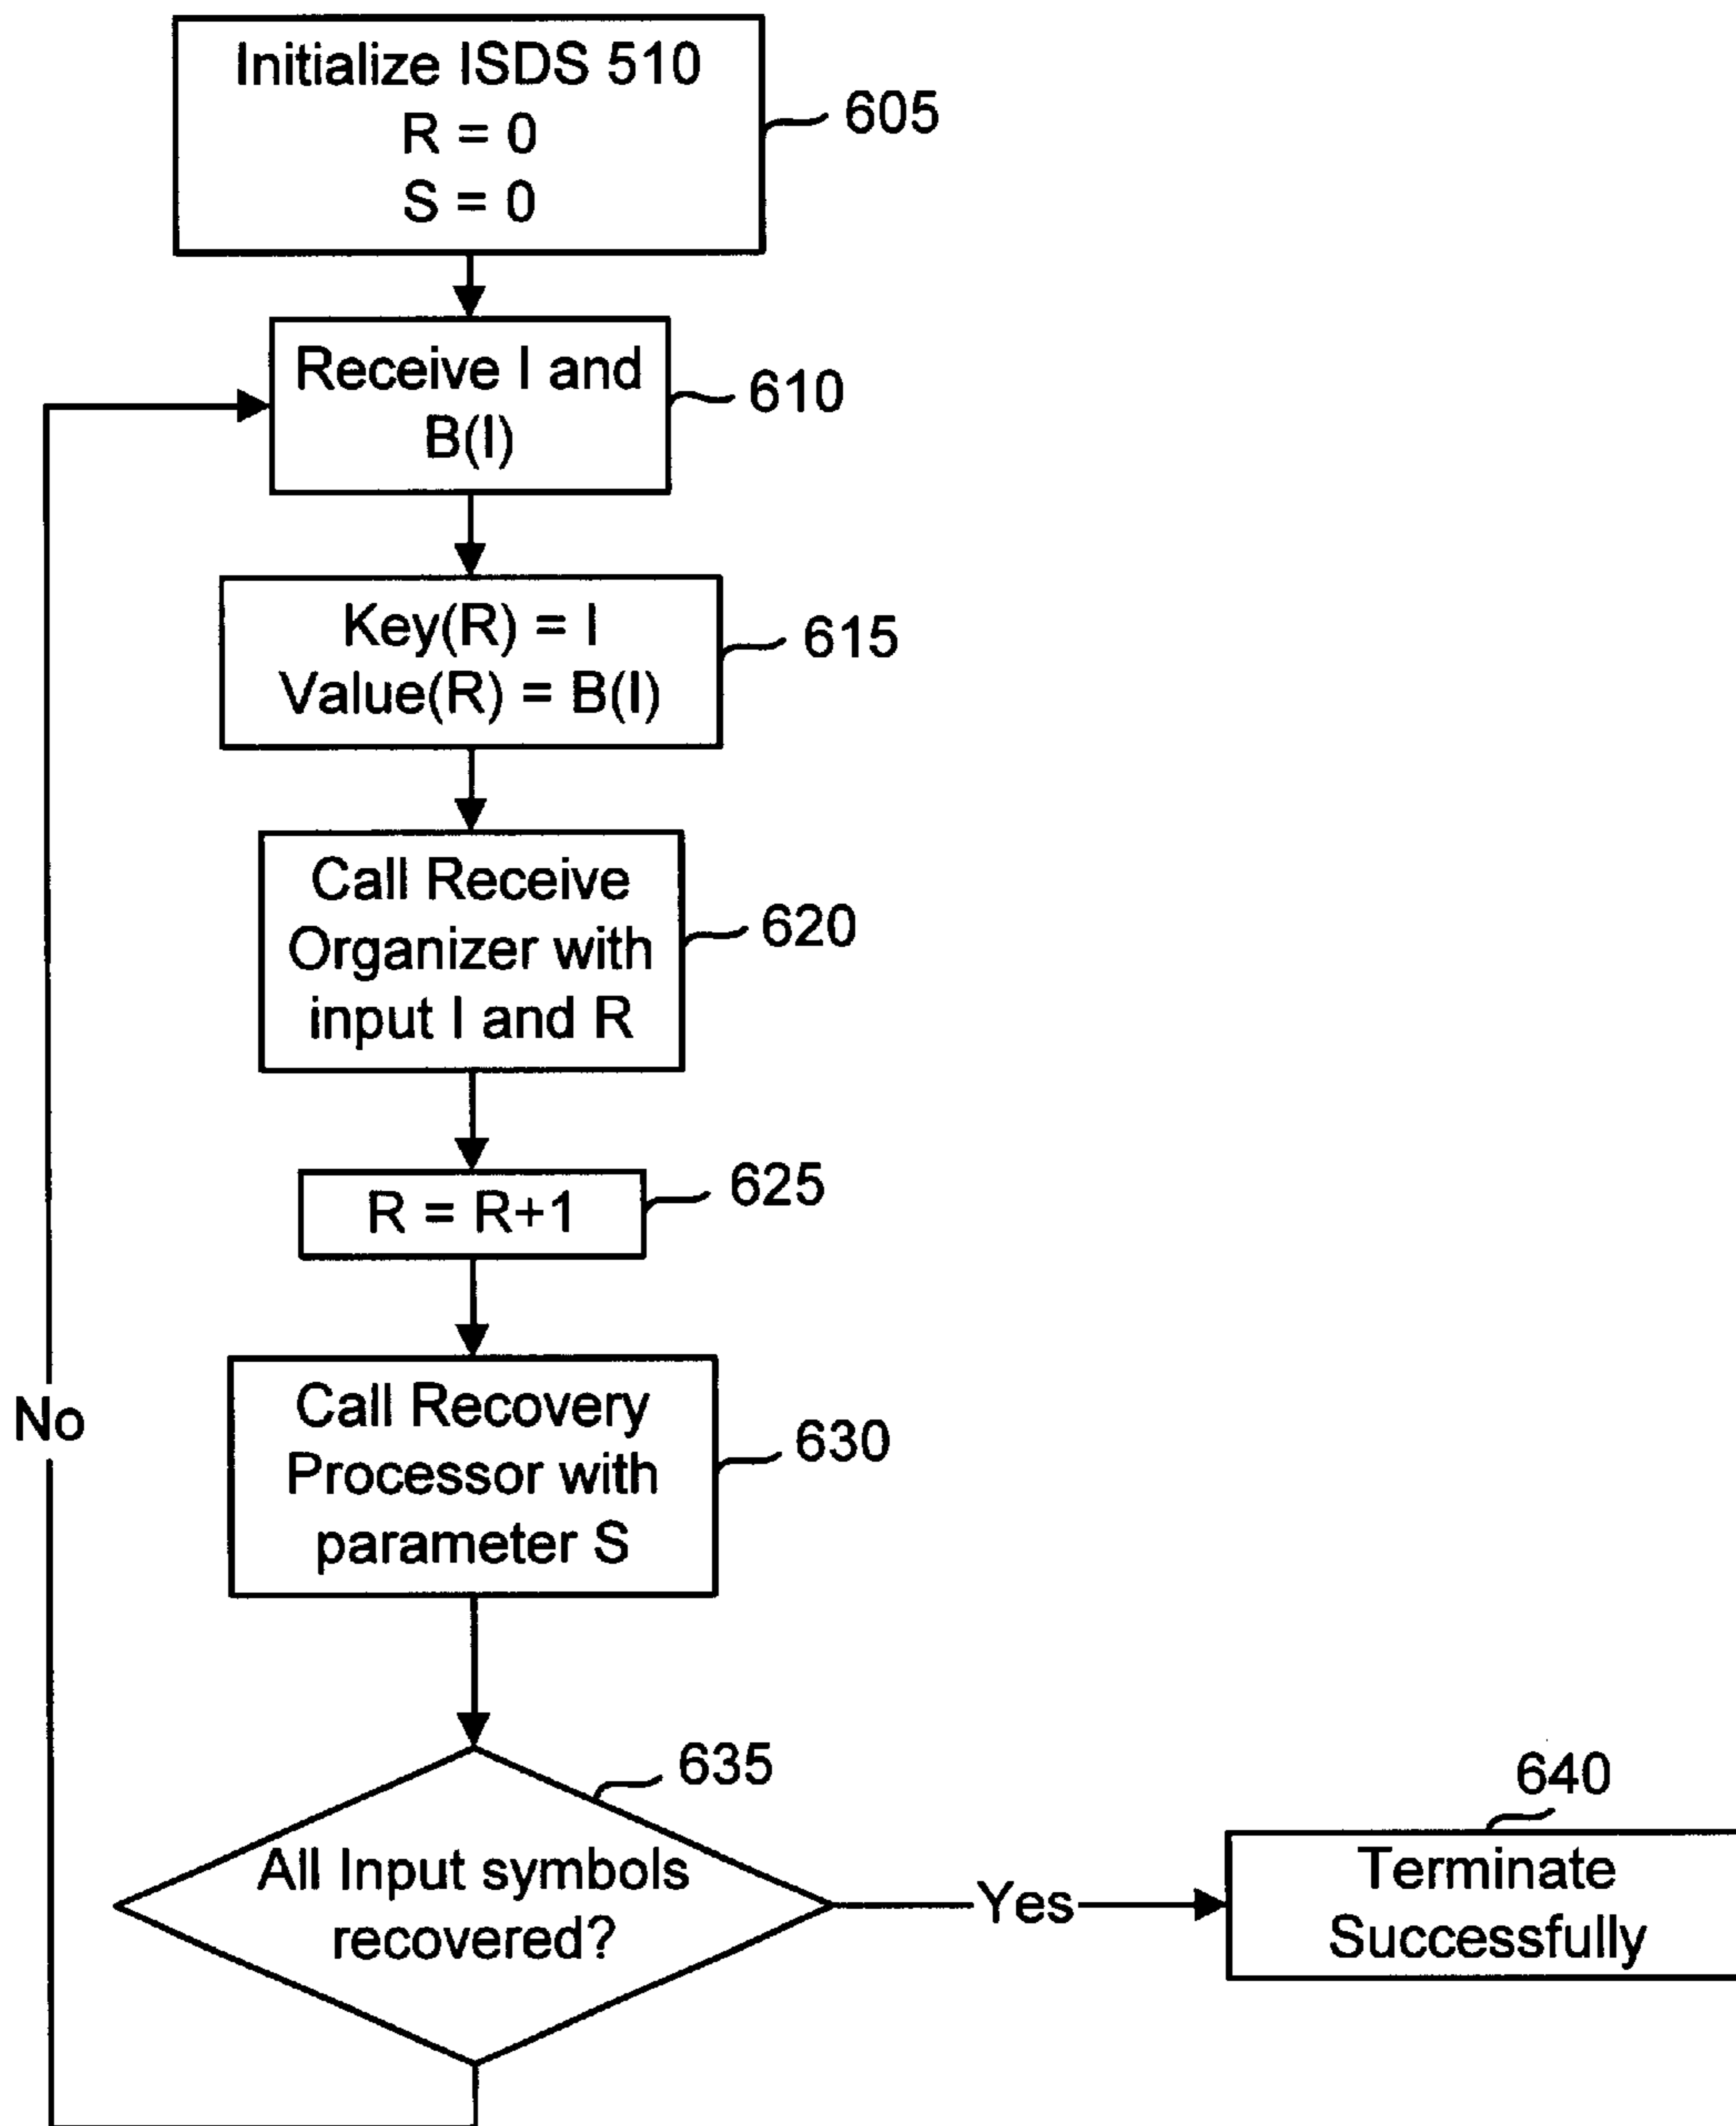 Initialize ISDS 510
R = 0
S = 0
605
Receive I and
B(I)
610
Key(R) = I
Value(R) = B(I)
615
Call Receive
Organizer with
input I and R
620
R = R+1
625
Call Recovery
Processor with
parameter S
630
No
635
All Input symbols
recovered?
Yes
640
Terminate
Successfully